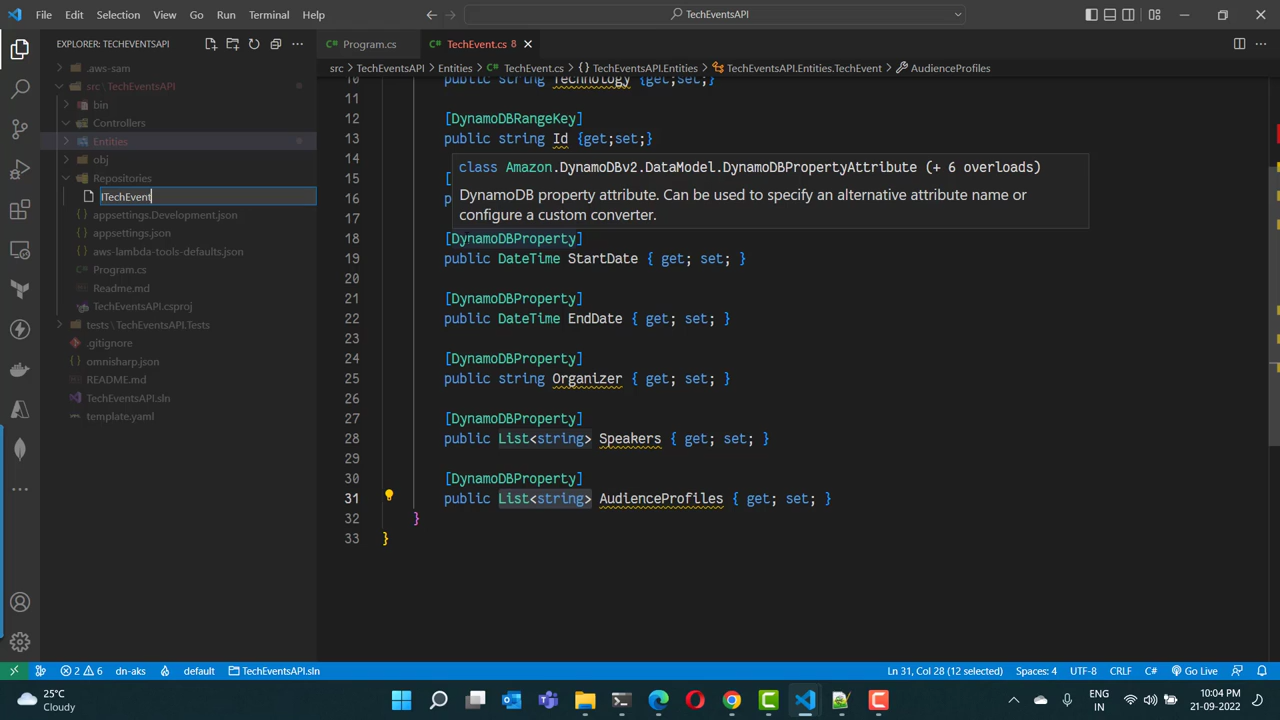 File Edit Selection View Go Run Terminal Help
TechEventsAPI
EXPLORER: TECHEVENTSAPI
Program.cs
TechEvent.cs 8
src > TechEventsAPI > Entities > TechEvent.cs > {} TechEventsAPI.Entities > TechEventsAPI.Entities.TechEvent > AudienceProfiles
.aws-sam
src \ TechEventsAPI
bin
Controllers
Entities
obj
Repositories
ITechEvent
appsettings.Development.json
appsettings.json
aws-lambda-tools-defaults.json
Program.cs
Readme.md
TechEventsAPI.csproj
tests \ TechEventsAPI.Tests
.gitignore
omnisharp.json
README.md
TechEventsAPI.sln
template.yaml
10 public string Technology {get;set;}
11
12 [DynamoDBRangeKey]
13 public string Id {get;set;}
14
class Amazon.DynamoDBv2.DataModel.DynamoDBPropertyAttribute (+ 6 overloads)
DynamoDB property attribute. Can be used to specify an alternative attribute name or
configure a custom converter.
15 [
16 p
17
18 [DynamoDBProperty]
19 public DateTime StartDate { get; set; }
20
21 [DynamoDBProperty]
22 public DateTime EndDate { get; set; }
23
24 [DynamoDBProperty]
25 public string Organizer { get; set; }
26
27 [DynamoDBProperty]
28 public List<string> Speakers { get; set; }
29
30 [DynamoDBProperty]
31 public List<string> AudienceProfiles { get; set; }
32 }
33 }
2 6 dn-aks default TechEventsAPI.sln
Ln 31, Col 28 (12 selected) Spaces: 4 UTF-8 CRLF C# Go Live
25°C
Cloudy
ENG
IN
10:04 PM
21-09-2022